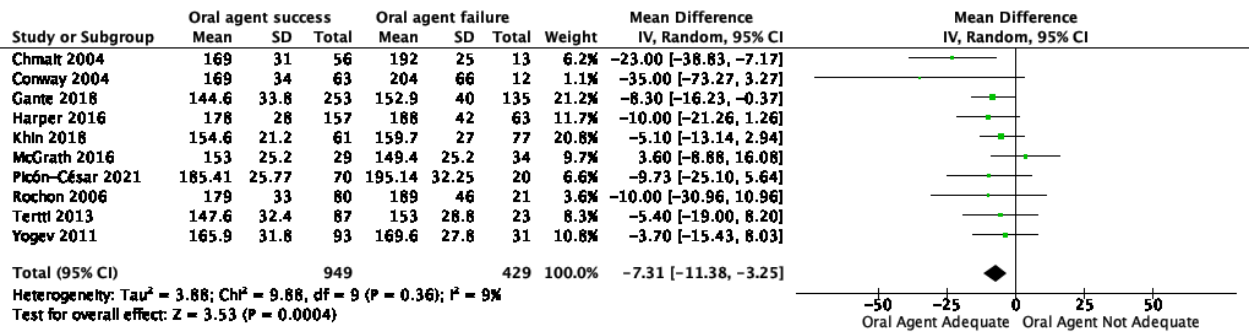 Oral agent success Oral agent failure Mean Difference Mean Difference
Study or Subgroup Mean SD Total Mean SD Total Weight IV, Random, 95% CI IV, Random, 95% CI
Chmait 2004 169 31 56 192 25 13 6.2% −23.00 [−38.83, −7.17]
Conway 2004 169 34 63 204 66 12 1.1% −35.00 [−73.27, 3.27]
Gante 2018 144.6 33.8 253 152.9 40 135 21.2% −8.30 [−16.23, −0.37]
Harper 2016 178 28 157 188 42 63 11.7% −10.00 [−21.26, 1.26]
Khin 2018 154.6 21.2 61 159.7 27 77 20.8% −5.10 [−13.14, 2.94]
McGrath 2016 153 25.2 29 149.4 25.2 34 9.7% 3.60 [−8.88, 16.08]
Picón–César 2021 185.41 25.77 70 195.14 32.25 20 6.6% −9.73 [−25.10, 5.64]
Rochon 2006 179 33 80 189 46 21 3.6% −10.00 [−30.96, 10.96]
Tertti 2013 147.6 32.4 87 153 28.8 23 8.3% −5.40 [−19.00, 8.20]
Yogev 2011 165.9 31.8 93 169.6 27.8 31 10.8% −3.70 [−15.43, 8.03]
Total (95% CI) 949 429 100.0% −7.31 [−11.38, −3.25]
Heterogeneity: Tau² = 3.88; Chi² = 9.88, df = 9 (P = 0.36); I² = 9%
Test for overall effect: Z = 3.53 (P = 0.0004)
−50 −25 0 25 50
Oral Agent Adequate Oral Agent Not Adequate